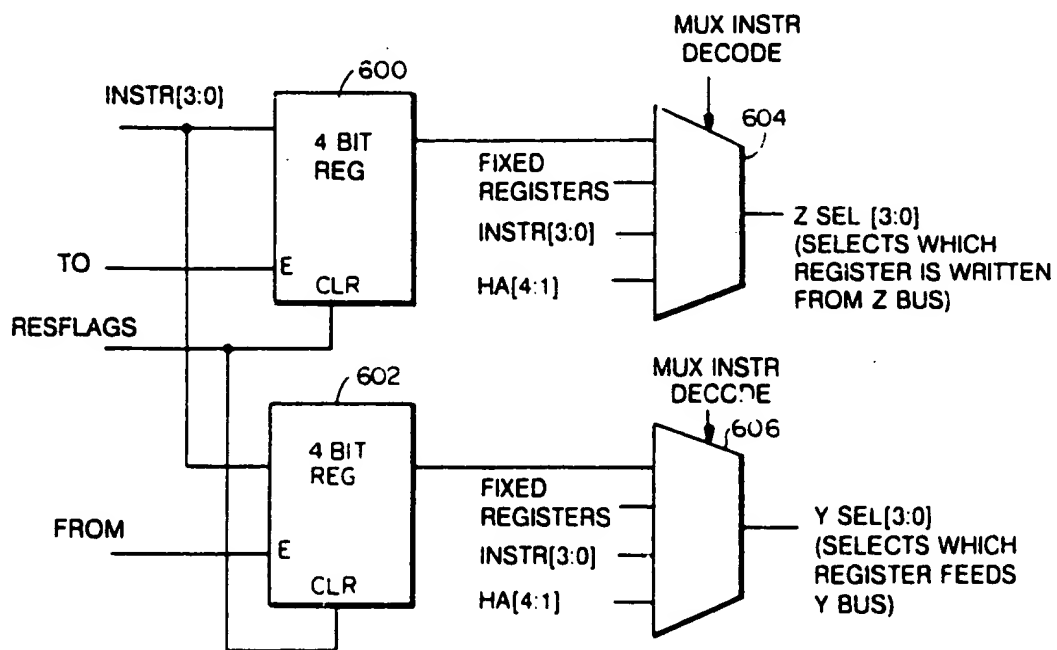 MUX INSTR
DECODE
600
INSTR[3:0]
604
4 BIT
REG
FIXED
REGISTERS
Z SEL [3:0]
(SELECTS WHICH
REGISTER IS WRITTEN
FROM Z BUS)
INSTR[3:0]
TO
E
CLR
HA[4:1]
RESFLAGS
602
MUX INSTR
DECODE
606
4 BIT
REG
FIXED
REGISTERS
Y SEL[3:0]
(SELECTS WHICH
REGISTER FEEDS
Y BUS)
FROM
E
INSTR[3:0]
CLR
HA[4:1]